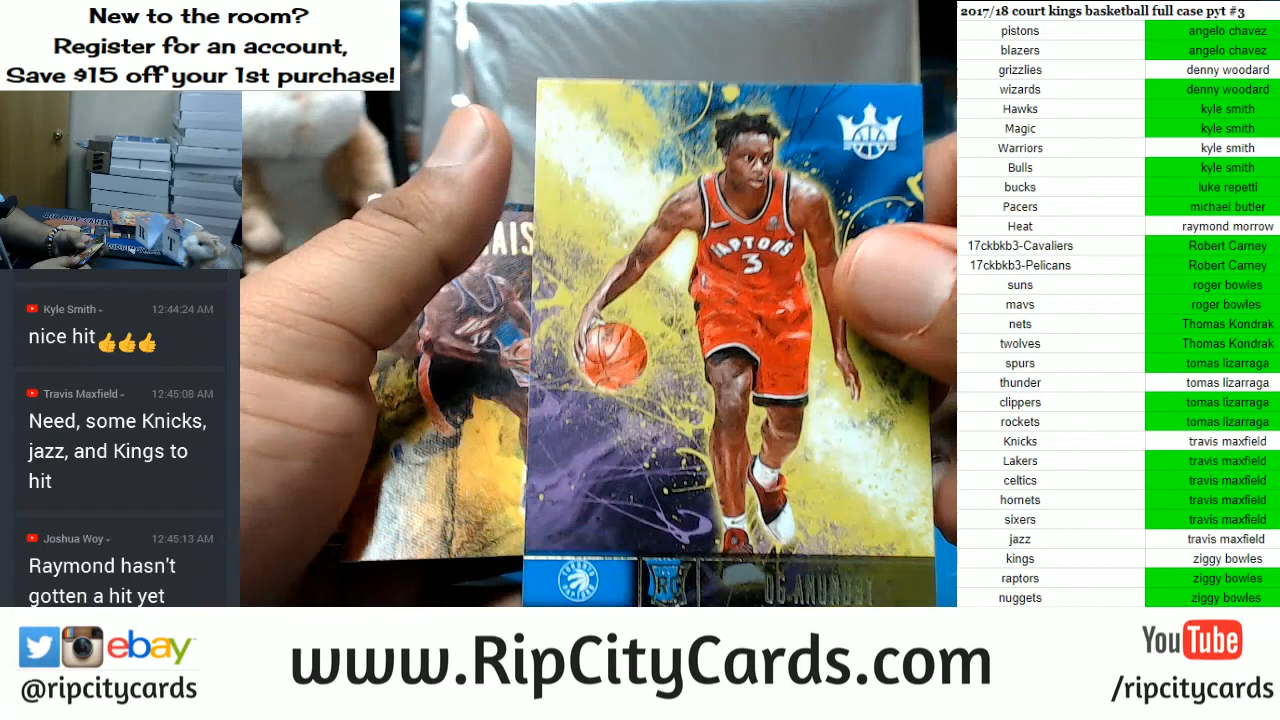 New to the room?
Register for an account,
Save $15 off your 1st purchase!
Kyle Smith 12:44:24 AM
nice hit👍👍👍
Travis Maxfield 12:45:08 AM
Need, some Knicks,
jazz, and Kings to
hit
Joshua Woy 12:45:13 AM
Raymond hasn't
gotten a hit yet
RAPTORS
3
RC
OG ANUNOBY
2017/18 court kings basketball full case pyt #3
pistons angelo chavez
blazers angelo chavez
grizzlies denny woodard
wizards denny woodard
Hawks kyle smith
Magic kyle smith
Warriors kyle smith
Bulls kyle smith
bucks luke repetti
Pacers michael butler
Heat raymond morrow
17ckbkb3-Cavaliers Robert Carney
17ckbkb3-Pelicans Robert Carney
suns roger bowles
mavs roger bowles
nets Thomas Kondrak
twolves Thomas Kondrak
spurs tomas lizarraga
thunder tomas lizarraga
clippers tomas lizarraga
rockets tomas lizarraga
Knicks travis maxfield
Lakers travis maxfield
celtics travis maxfield
hornets travis maxfield
sixers travis maxfield
jazz travis maxfield
kings ziggy bowles
raptors ziggy bowles
nuggets ziggy bowles
ebay
@ripcitycards
www.RipCityCards.com
YouTube
/ripcitycards